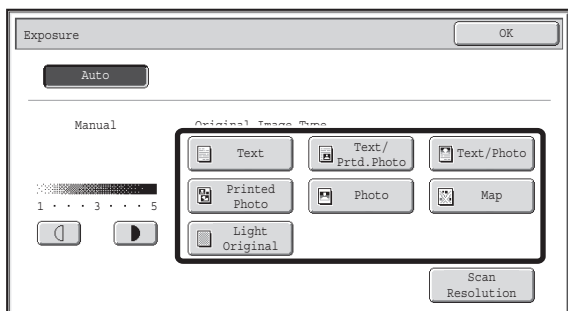 Exposure
OK
Auto
Manual
Original Image Type
Text
Text/
Prtd.Photo
Text/Photo
Printed
Photo
Photo
Map
1 · · · 3 · · · 5
Light
Original
Scan
Resolution